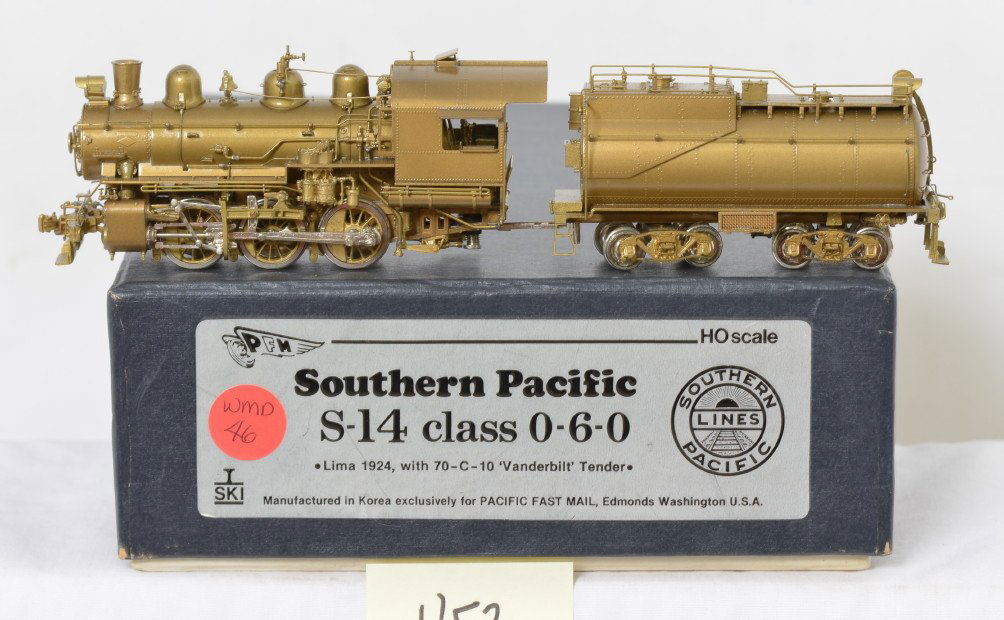 PFM
HO scale
Southern Pacific
S-14 class 0-6-0
•Lima 1924, with 70-C-10 'Vanderbilt' Tender•
SOUTHERN
LINES
PACIFIC
WMD
46
SKI
Manufactured in Korea exclusively for PACIFIC FAST MAIL, Edmonds Washington U.S.A.